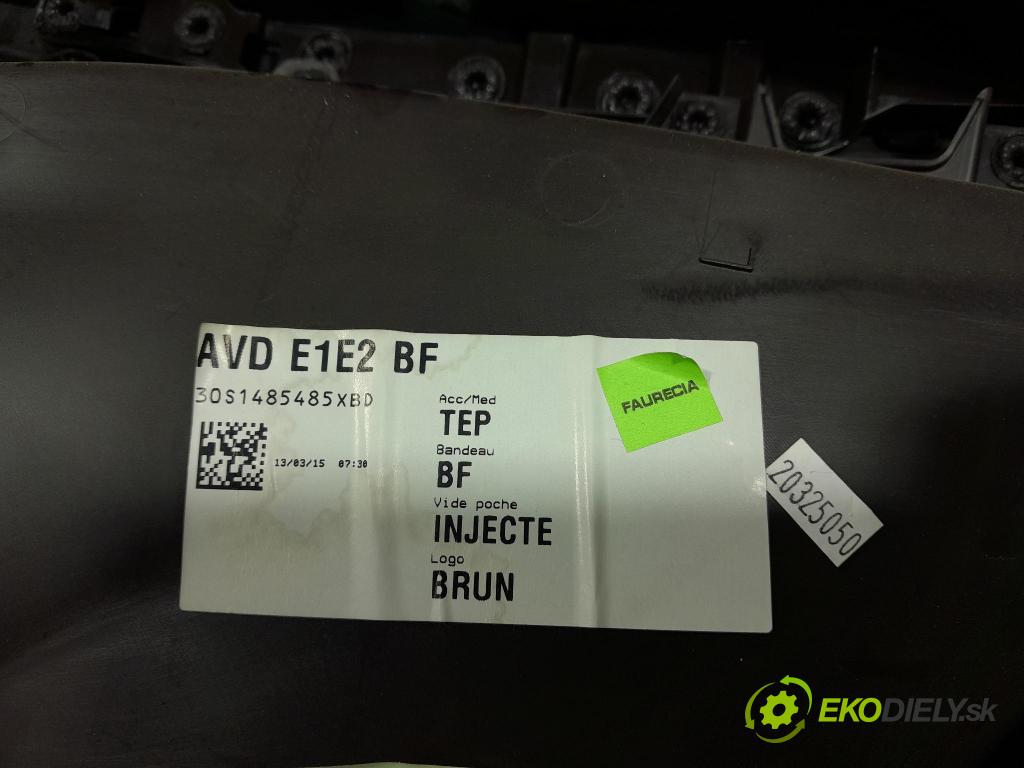 AVD E1E2 BF
30S1485485XBD
13/03/15 07:30
Acc/Med
TEP
Bandeau
BF
Vide poche
INJECTE
Logo
BRUN
FAURECIA
20325050
EKODIELY.sk